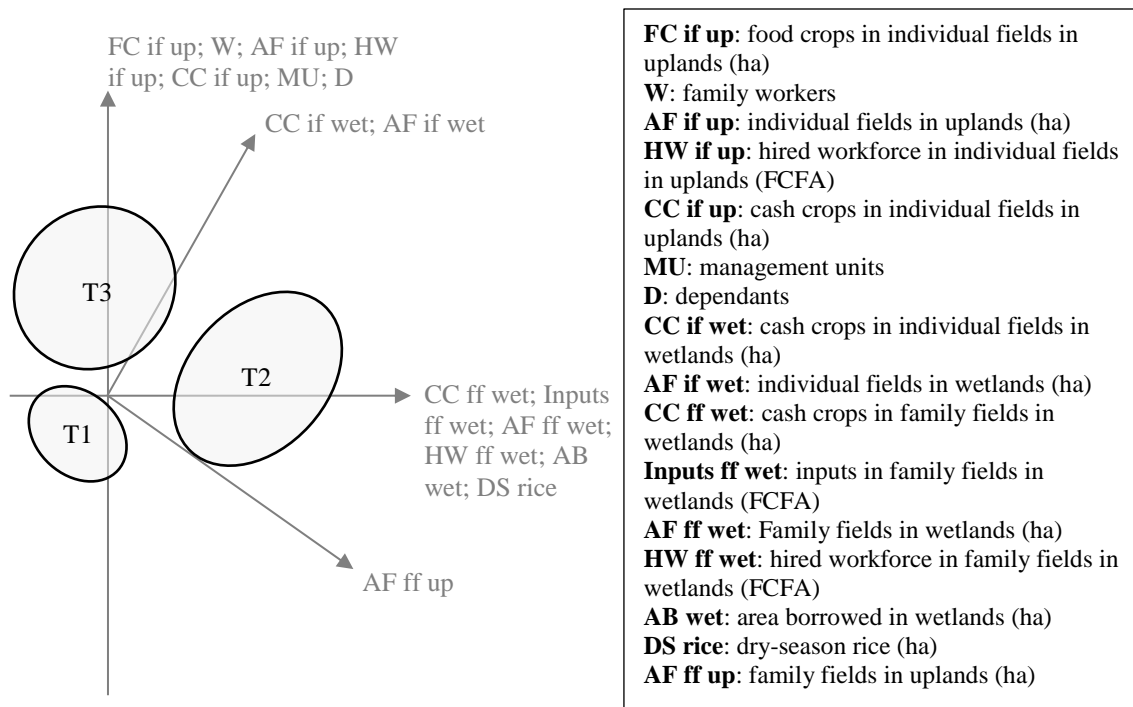 FC if up; W; AF if up; HW
if up; CC if up; MU; D
CC if wet; AF if wet
T3
T2
T1
CC ff wet; Inputs
ff wet; AF ff wet;
HW ff wet; AB
wet; DS rice
AF ff up
FC if up: food crops in individual fields in
uplands (ha)
W: family workers
AF if up: individual fields in uplands (ha)
HW if up: hired workforce in individual fields
in uplands (FCFA)
CC if up: cash crops in individual fields in
uplands (ha)
MU: management units
D: dependants
CC if wet: cash crops in individual fields in
wetlands (ha)
AF if wet: individual fields in wetlands (ha)
CC ff wet: cash crops in family fields in
wetlands (ha)
Inputs ff wet: inputs in family fields in
wetlands (FCFA)
AF ff wet: Family fields in wetlands (ha)
HW ff wet: hired workforce in family fields in
wetlands (FCFA)
AB wet: area borrowed in wetlands (ha)
DS rice: dry-season rice (ha)
AF ff up: family fields in uplands (ha)